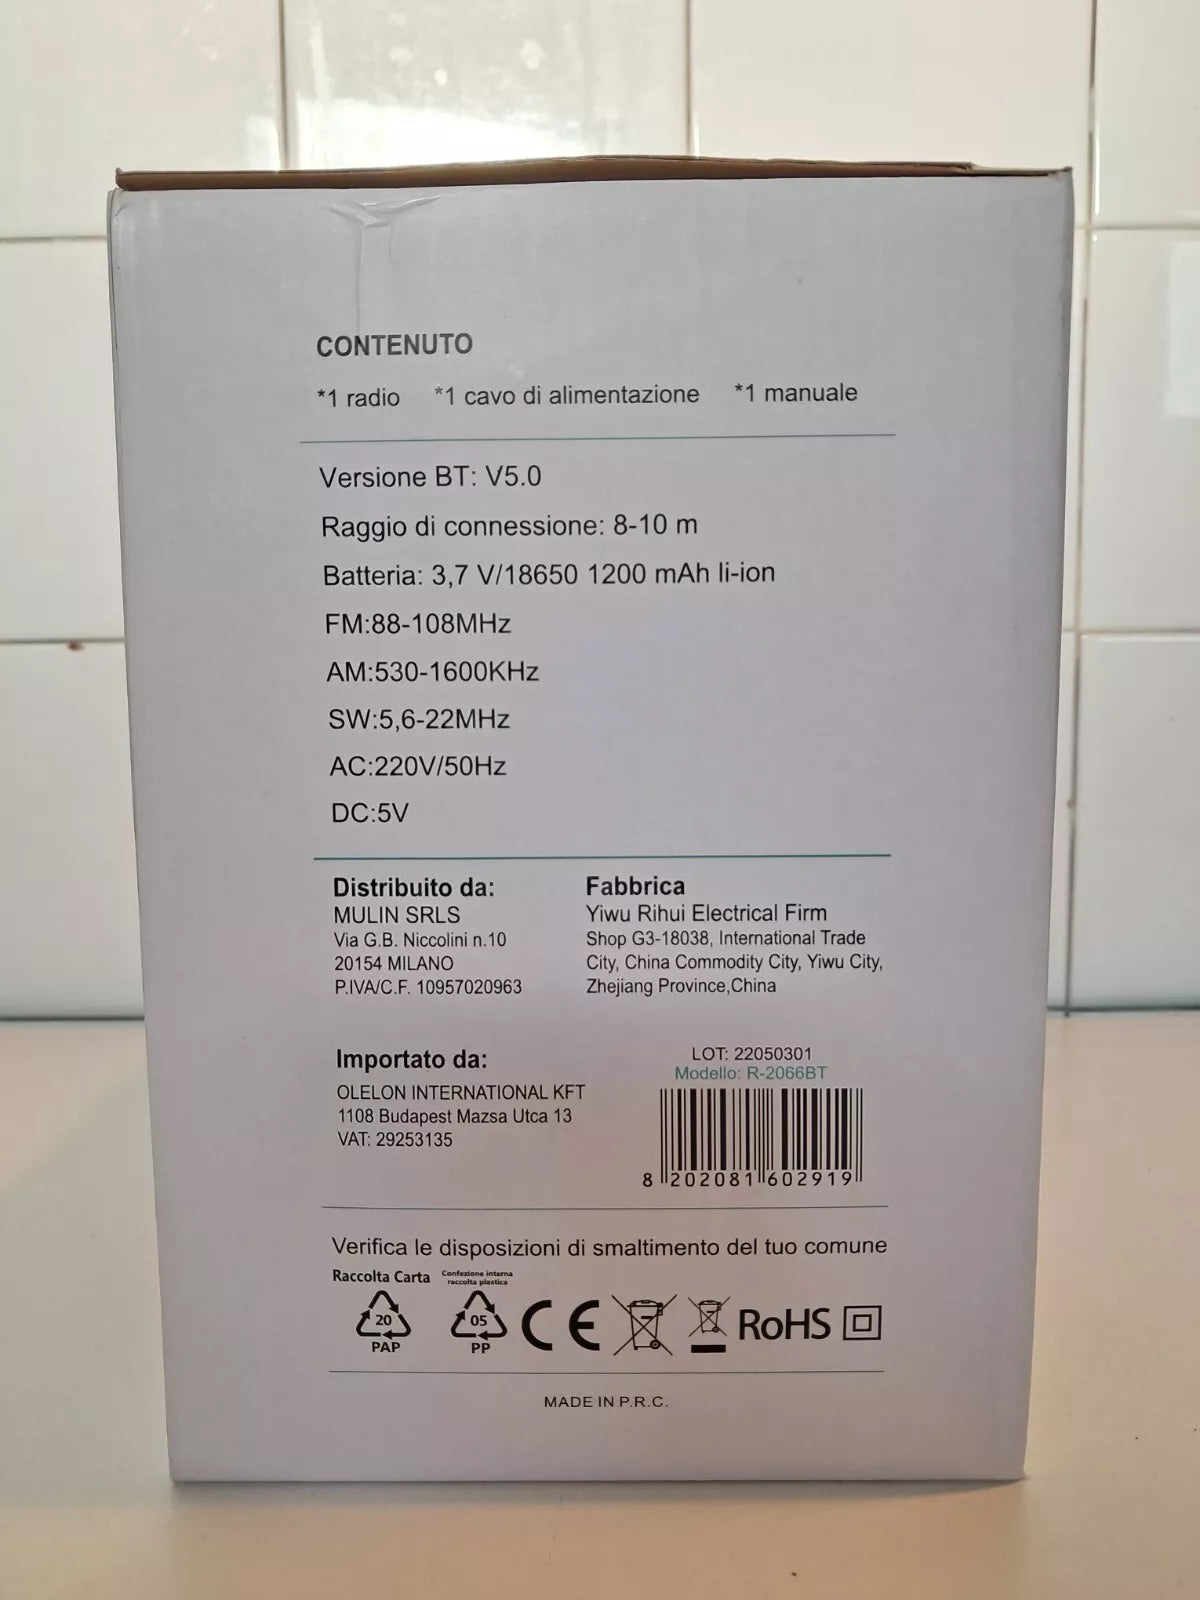 CONTENUTO
*1 radio *1 cavo di alimentazione *1 manuale
Versione BT: V5.0
Raggio di connessione: 8-10 m
Batteria: 3,7 V/18650 1200 mAh li-ion
FM:88-108MHz
AM:530-1600KHz
SW:5,6-22MHz
AC:220V/50Hz
DC:5V
Distribuito da:
MULIN SRLS
Via G.B. Niccolini n.10
20154 MILANO
P.IVA/C.F. 10957020963
Fabbrica
Yiwu Rihui Electrical Firm
Shop G3-18038, International Trade
City, China Commodity City, Yiwu City,
Zhejiang Province,China
Importato da:
OLELON INTERNATIONAL KFT
1108 Budapest Mazsa Utca 13
VAT: 29253135
LOT: 22050301
Modello: R-2066BT
8 202081 602919
Verifica le disposizioni di smaltimento del tuo comune
Raccolta Carta
Confezione interna
raccolta plastica
20
PAP
05
PP
CE
RoHS
MADE IN P.R.C.